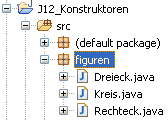 J12_Konstruktoren
src
(default package)
figuren
Dreieck.java
Kreis.java
Rechteck.java